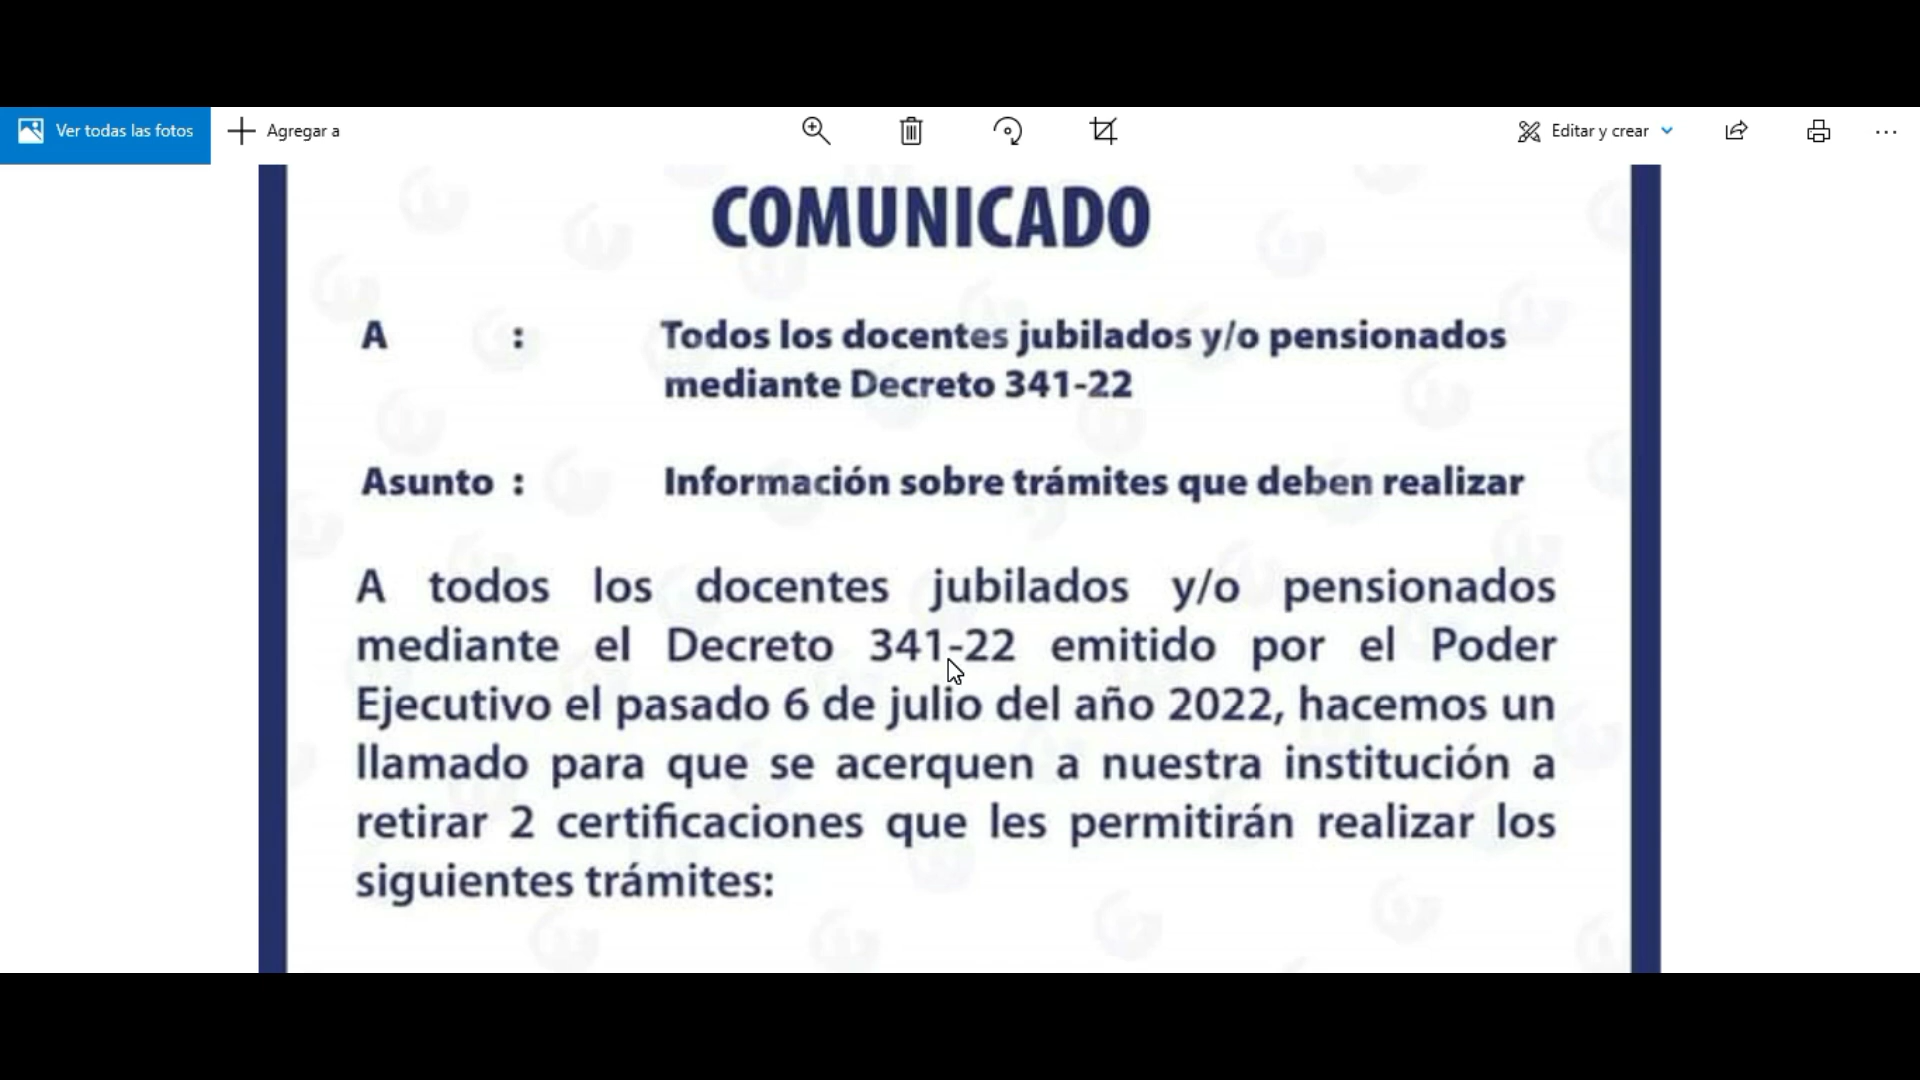 Ver todas las fotos
Agregar a
Editar y crear
COMUNICADO
A : Todos los docentes jubilados y/o pensionados
mediante Decreto 341-22
Asunto : Información sobre trámites que deben realizar
A todos los docentes jubilados y/o pensionados
mediante el Decreto 341-22 emitido por el Poder
Ejecutivo el pasado 6 de julio del año 2022, hacemos un
llamado para que se acerquen a nuestra institución a
retirar 2 certificaciones que les permitirán realizar los
siguientes trámites: